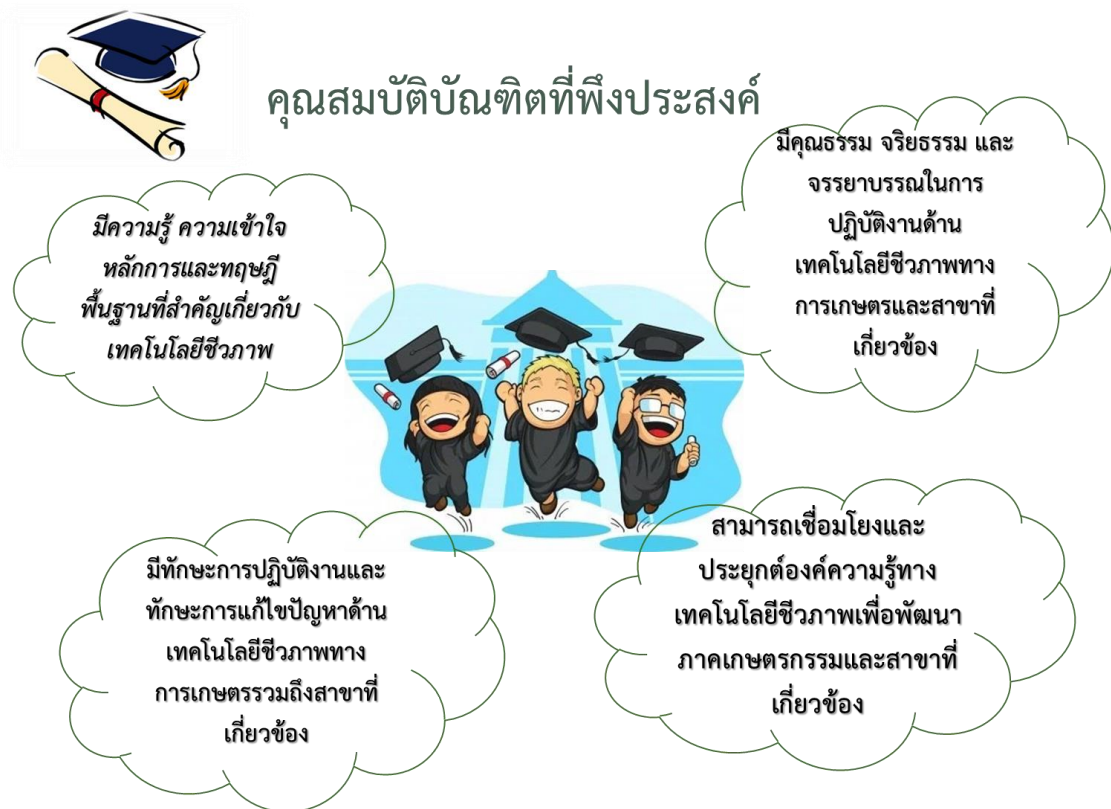 คุณสมบัติบัณฑิตที่พึงประสงค์
มีความรู้ ความเข้าใจ
หลักการและทฤษฎี
พื้นฐานที่สำคัญเกี่ยวกับ
เทคโนโลยีชีวภาพ
มีคุณธรรม จริยธรรม และ
จรรยาบรรณในการ
ปฏิบัติงานด้าน
เทคโนโลยีชีวภาพทาง
การเกษตรและสาขาที่
เกี่ยวข้อง
มีทักษะการปฏิบัติงานและ
ทักษะการแก้ไขปัญหาด้าน
เทคโนโลยีชีวภาพทาง
การเกษตรรวมถึงสาขาที่
เกี่ยวข้อง
สามารถเชื่อมโยงและ
ประยุกต์องค์ความรู้ทาง
เทคโนโลยีชีวภาพเพื่อพัฒนา
ภาคเกษตรกรรมและสาขาที่
เกี่ยวข้อง